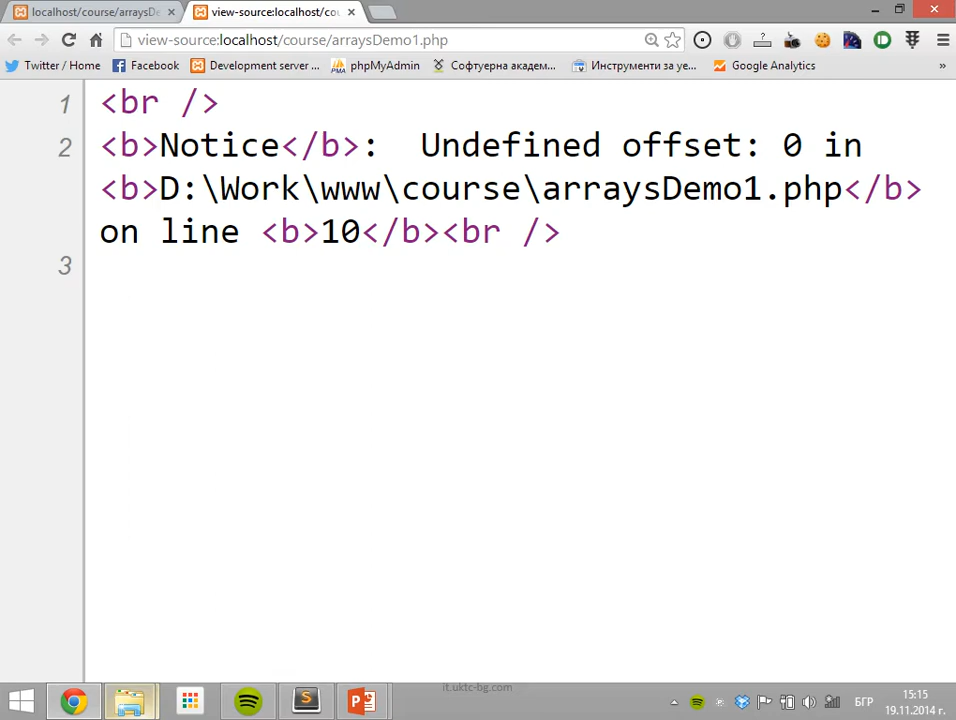 localhost/course/arraysDe
view-source:localhost/cou
view-source:localhost/course/arraysDemo1.php
Twitter / Home
Facebook
Development server ...
phpMyAdmin
Софтуерна академ...
Инструменти за уе...
Google Analytics
»
1 <br />
2 <b>Notice</b>:  Undefined offset: 0 in
<b>D:\Work\www\course\arraysDemo1.php</b>
on line <b>10</b><br />
3
it.uktc-bg.com
БГР
15:15
19.11.2014 г.